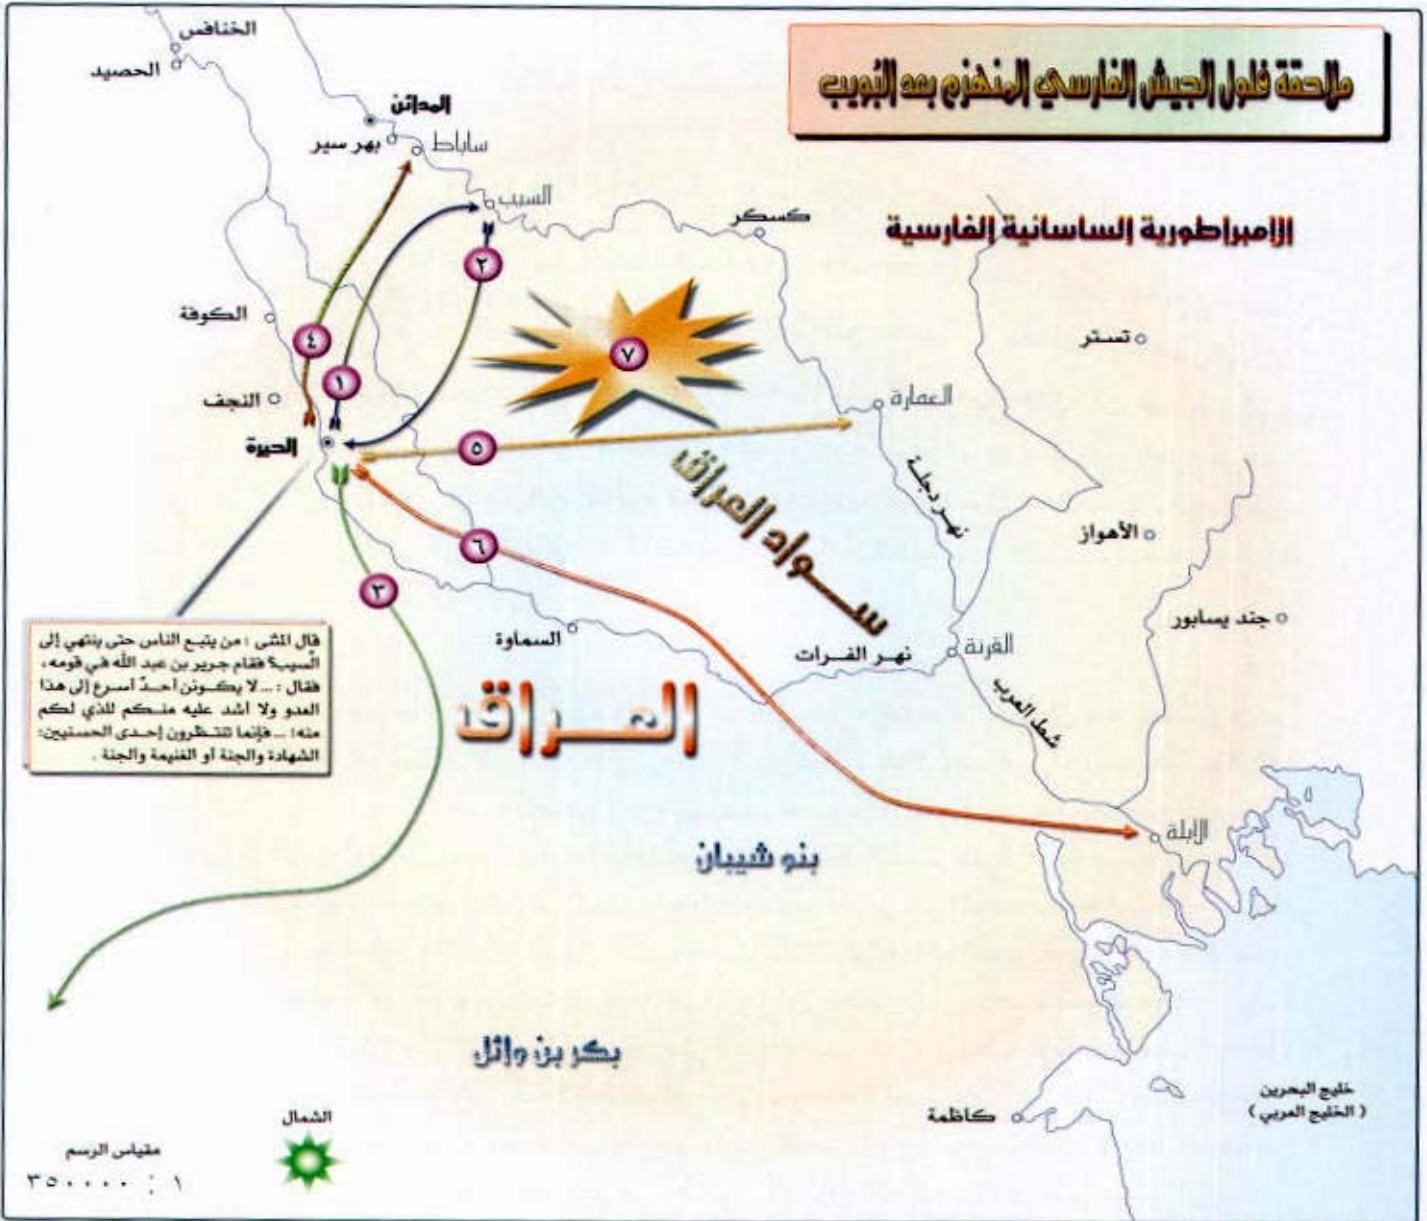 ملاحقة فلول الجيش الفارسي المنهزم بعد البُويب
الخنافس
الحصيد
المدائن
بهر سير
ساباط
السيب
كسكر
الإمبراطورية الساسانية الفارسية
٢
الكوفة
٤
٧
تستر
١
النجف
العمارة
الحيرة
٥
سواد العراق
نهر دجلة
الأهواز
٦
٣
جند يسابور
السماوة
نهر الفرات
القرنة
قال المثنى : من يتبع الناس حتى ينتهي إلى
السيب؟ فقام جرير بن عبد الله في قومه،
فقال : ... لا يكونن أحدٌ أسرع إلى هذا
العدو ولا أشد عليه منكم للذي لكم
منه؛ ... فإنما تنتظرون إحدى الحسنيين:
الشهادة والجنة أو الغنيمة والجنة .
شط العرب
العراق
الأبلة
بنو شيبان
بكر بن وائل
خليج البحرين
( الخليج العربي )
كاظمة
الشمال
مقياس الرسم
١ : ٣٥٠٠٠٠٠